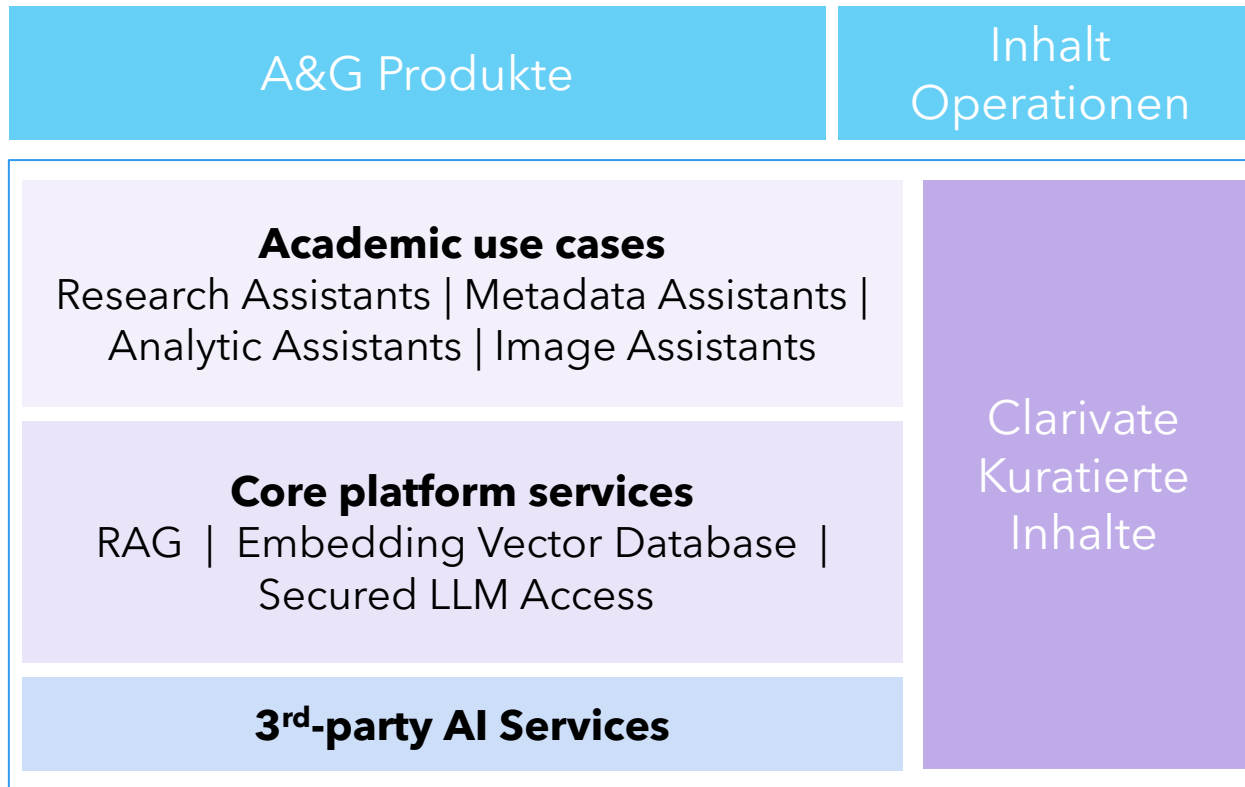 A&G Produkte
Inhalt
Operationen
Academic use cases
Research Assistants | Metadata Assistants |
Analytic Assistants | Image Assistants
Core platform services
RAG | Embedding Vector Database |
Secured LLM Access
3rd-party AI Services
Clarivate
Kuratierte
Inhalte